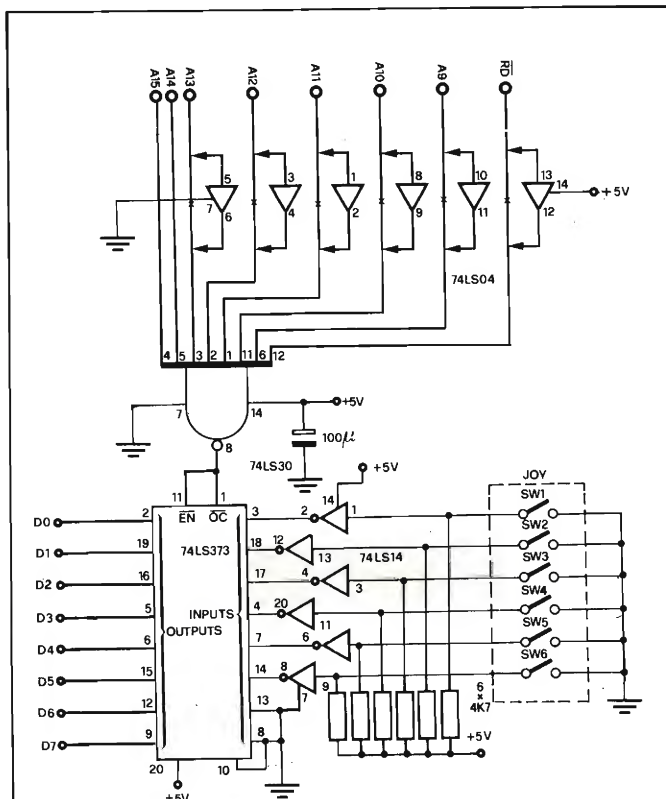 A15 A14 A13 A12 A11 A10 A9 RD
5 3 1 8 10 13
7 14 +5V
6 4 2 9 11 12
74LS04
4 5 3 2 1 11 6 12
7 14 +5V
8 100µ
74LS30
+5V
11 1 14 JOY
EN OC SW1
D0 2 3 2 1
74LS373 SW2
D1 19 18 12 13 74LS14
SW3
D2 16 17 4 3
SW4
D3 5 INPUTS 4 20 11
OUTPUTS SW5
D4 6 7 6
SW6
D5 15 14 8 9 7
6
×
4K7
D6 12 13
+5V
D7 9 8
20 10
+5V